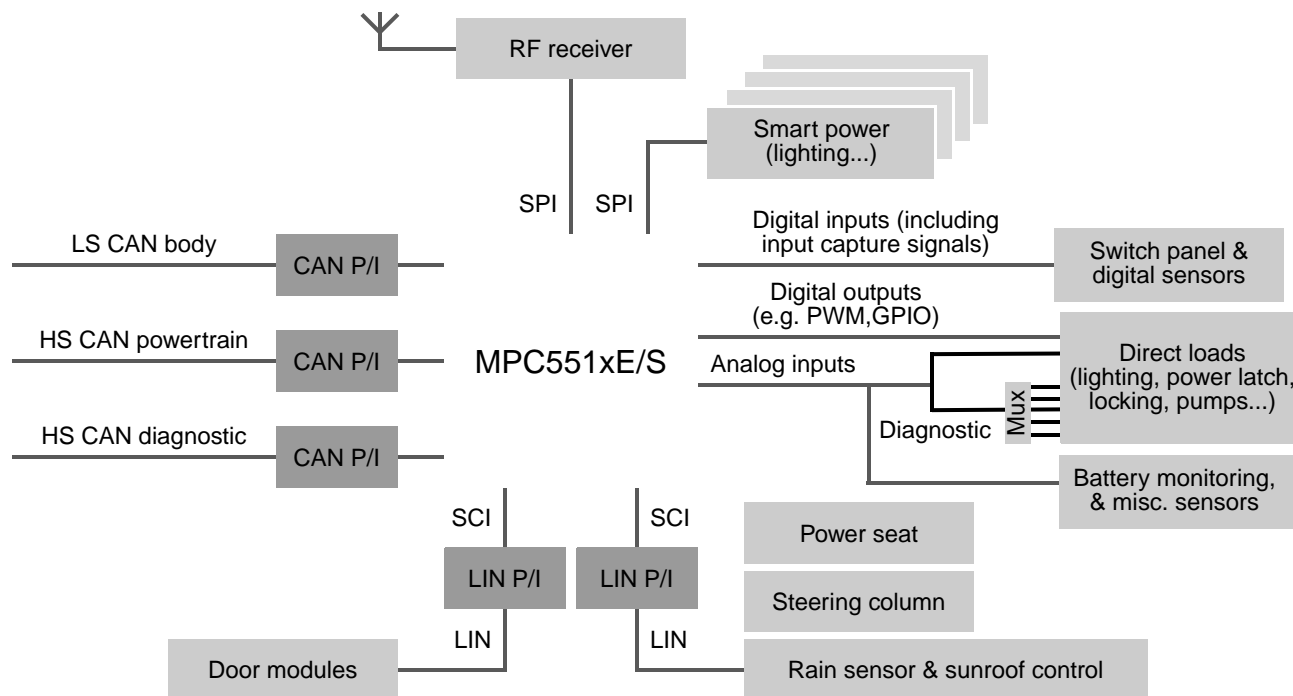 RF receiver
Smart power
(lighting...)
SPI
SPI
Digital inputs (including
input capture signals)
Switch panel &
digital sensors
LS CAN body
CAN P/I
Digital outputs
(e.g. PWM,GPIO)
HS CAN powertrain
CAN P/I
MPC551xE/S
Analog inputs
Direct loads
(lighting, power latch,
locking, pumps...)
Mux
Diagnostic
HS CAN diagnostic
CAN P/I
Battery monitoring,
& misc. sensors
SCI
SCI
Power seat
LIN P/I
LIN P/I
Steering column
LIN
LIN
Door modules
Rain sensor & sunroof control